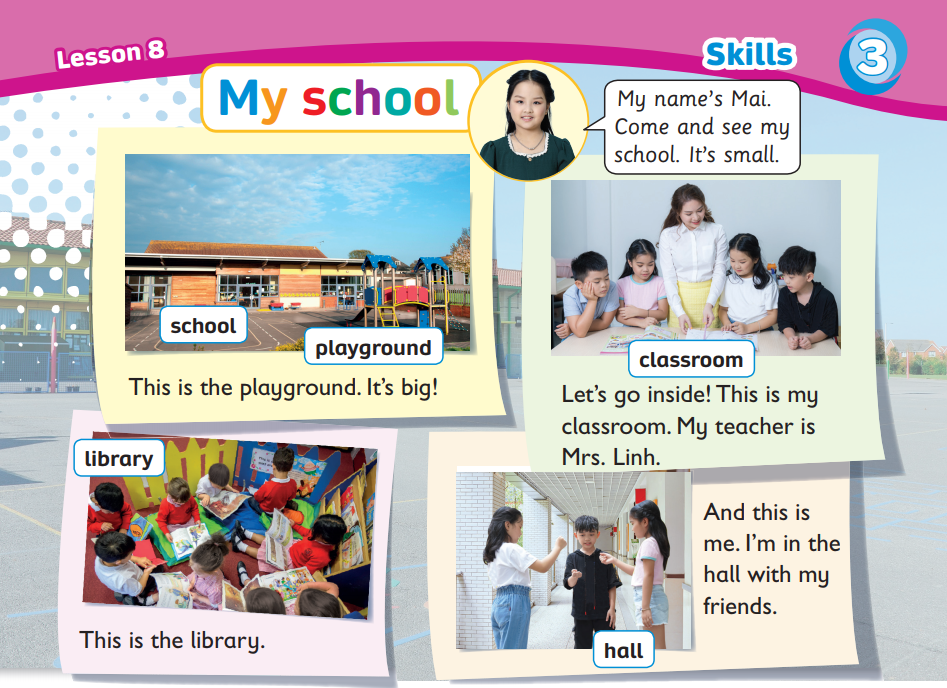 Lesson 8
Skills
3
My school
My name's Mai.
Come and see my
school. It's small.
school
playground
This is the playground. It's big!
classroom
Let's go inside! This is my
classroom. My teacher is
Mrs. Linh.
library
This is the library.
hall
And this is
me. I'm in the
hall with my
friends.